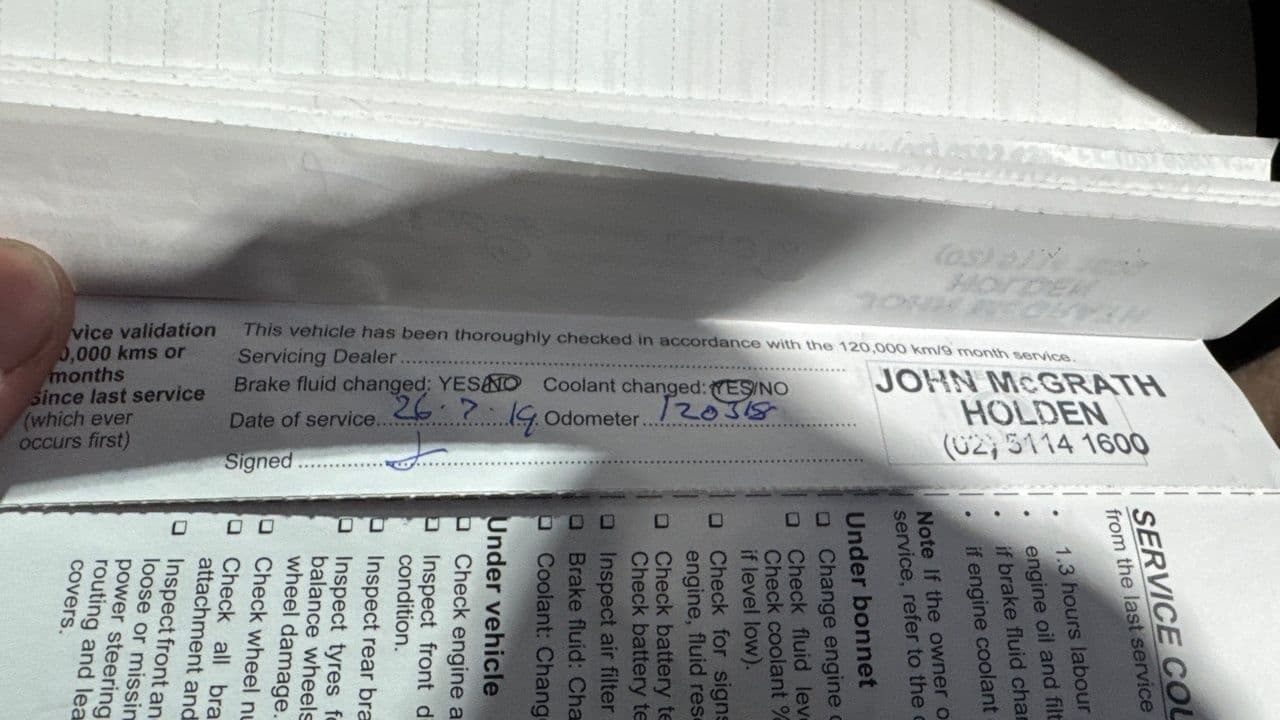 vice validation
0,000 kms or
months
since last service
(which ever
occurs first)
This vehicle has been thoroughly checked in accordance with the 120,000 km/9 month service.
Servicing Dealer
Brake fluid changed: YES/NO Coolant changed: YES/NO
Date of service 26.7.19 Odometer 120318
Signed
JOHN McGRATH
HOLDEN
(02) 5114 1600
SERVICE COU
from the last service
• 1.3 hours labour
• engine oil and filt
• if brake fluid chan
• if engine coolant
Note If the owner o
service, refer to the
Under bonnet
Change engine
Check fluid leve
Check coolant %
if level low).
Check for signs
engine, fluid res
Check battery te
Check battery te
Inspect air filter
Brake fluid: Cha
Coolant: Chang
Under vehicle
Check engine a
Inspect front d
condition.
Inspect rear bra
Inspect tyres f
balance wheels
wheel damage.
Check wheel nu
Check all bra
attachment and
Inspect front an
loose or missin
power steering
routing and lea
covers.